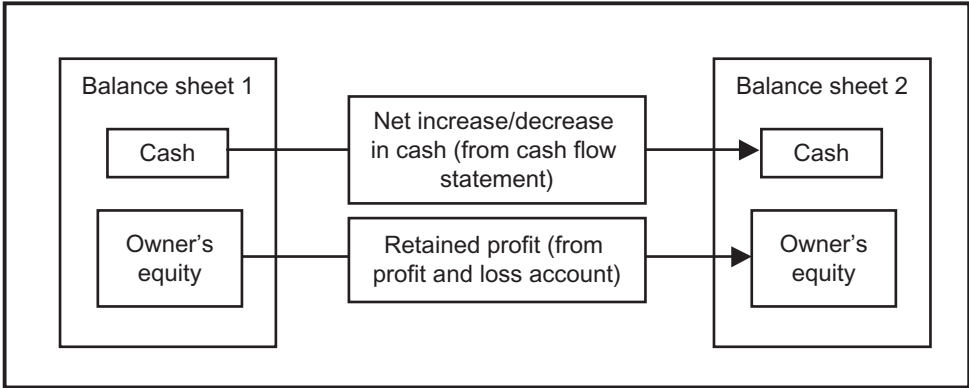 Balance sheet 1
Balance sheet 2
Cash
Net increase/decrease
in cash (from cash flow
statement)
Cash
Owner’s
equity
Retained profit (from
profit and loss account)
Owner’s
equity